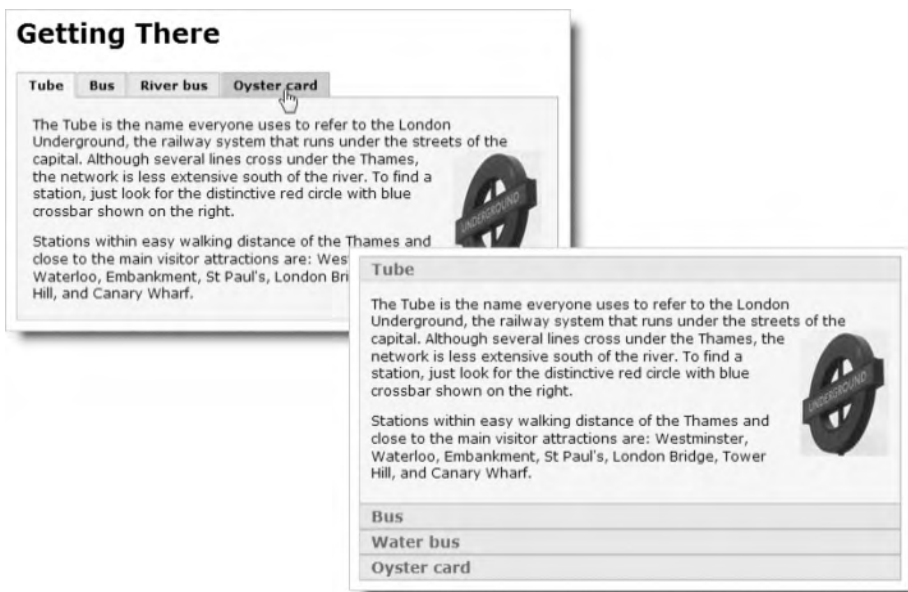 Getting There
Tube Bus River bus Oyster card
The Tube is the name everyone uses to refer to the London
Underground, the railway system that runs under the streets of the
capital. Although several lines cross under the Thames,
the network is less extensive south of the river. To find a
station, just look for the distinctive red circle with blue
crossbar shown on the right.
UNDERGROUND
Stations within easy walking distance of the Thames and
close to the main visitor attractions are: Wes
Waterloo, Embankment, St Paul's, London Bri
Hill, and Canary Wharf.
Tube
The Tube is the name everyone uses to refer to the London
Underground, the railway system that runs under the streets of the
capital. Although several lines cross under the Thames, the
network is less extensive south of the river. To find a
station, just look for the distinctive red circle with blue
crossbar shown on the right.
UNDERGROUND
Stations within easy walking distance of the Thames and
close to the main visitor attractions are: Westminster,
Waterloo, Embankment, St Paul's, London Bridge, Tower
Hill, and Canary Wharf.
Bus
Water bus
Oyster card